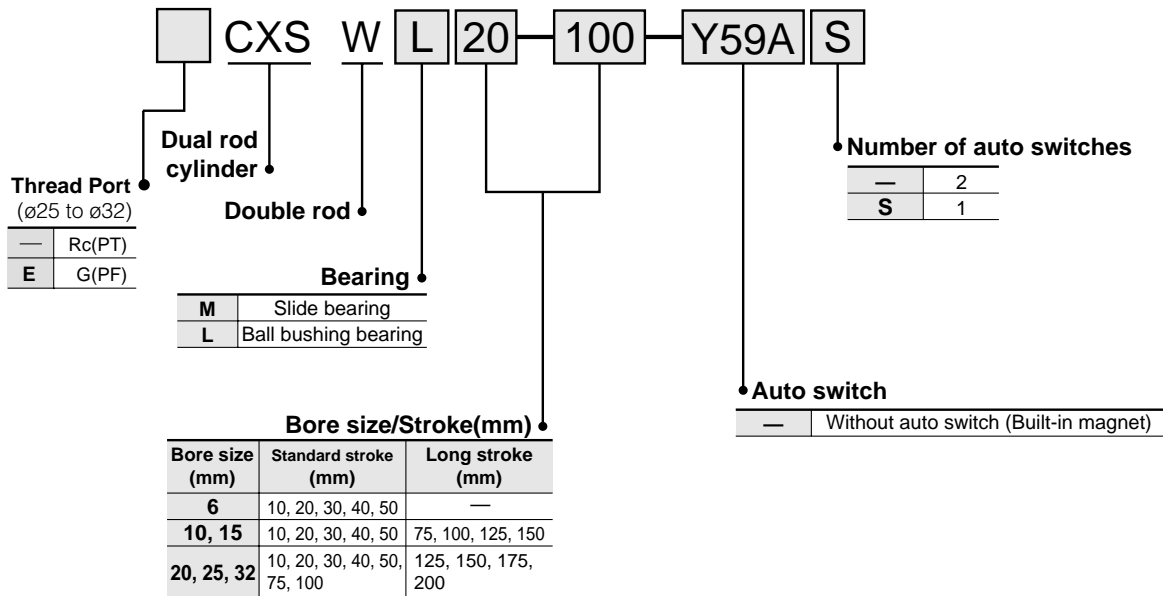 CXS W L 20 — 100 — Y59A S
Dual rod
cylinder
Thread Port
(ø25 to ø32)
— Rc(PT)
E G(PF)
Double rod
Bearing
M Slide bearing
L Ball bushing bearing
Number of auto switches
— 2
S 1
Auto switch
— Without auto switch (Built-in magnet)
Bore size/Stroke(mm)
Bore size Standard stroke Long stroke
(mm) (mm) (mm)
6 10, 20, 30, 40, 50 —
10, 15 10, 20, 30, 40, 50 75, 100, 125, 150
20, 25, 32 10, 20, 30, 40, 50, 125, 150, 175,
75, 100 200